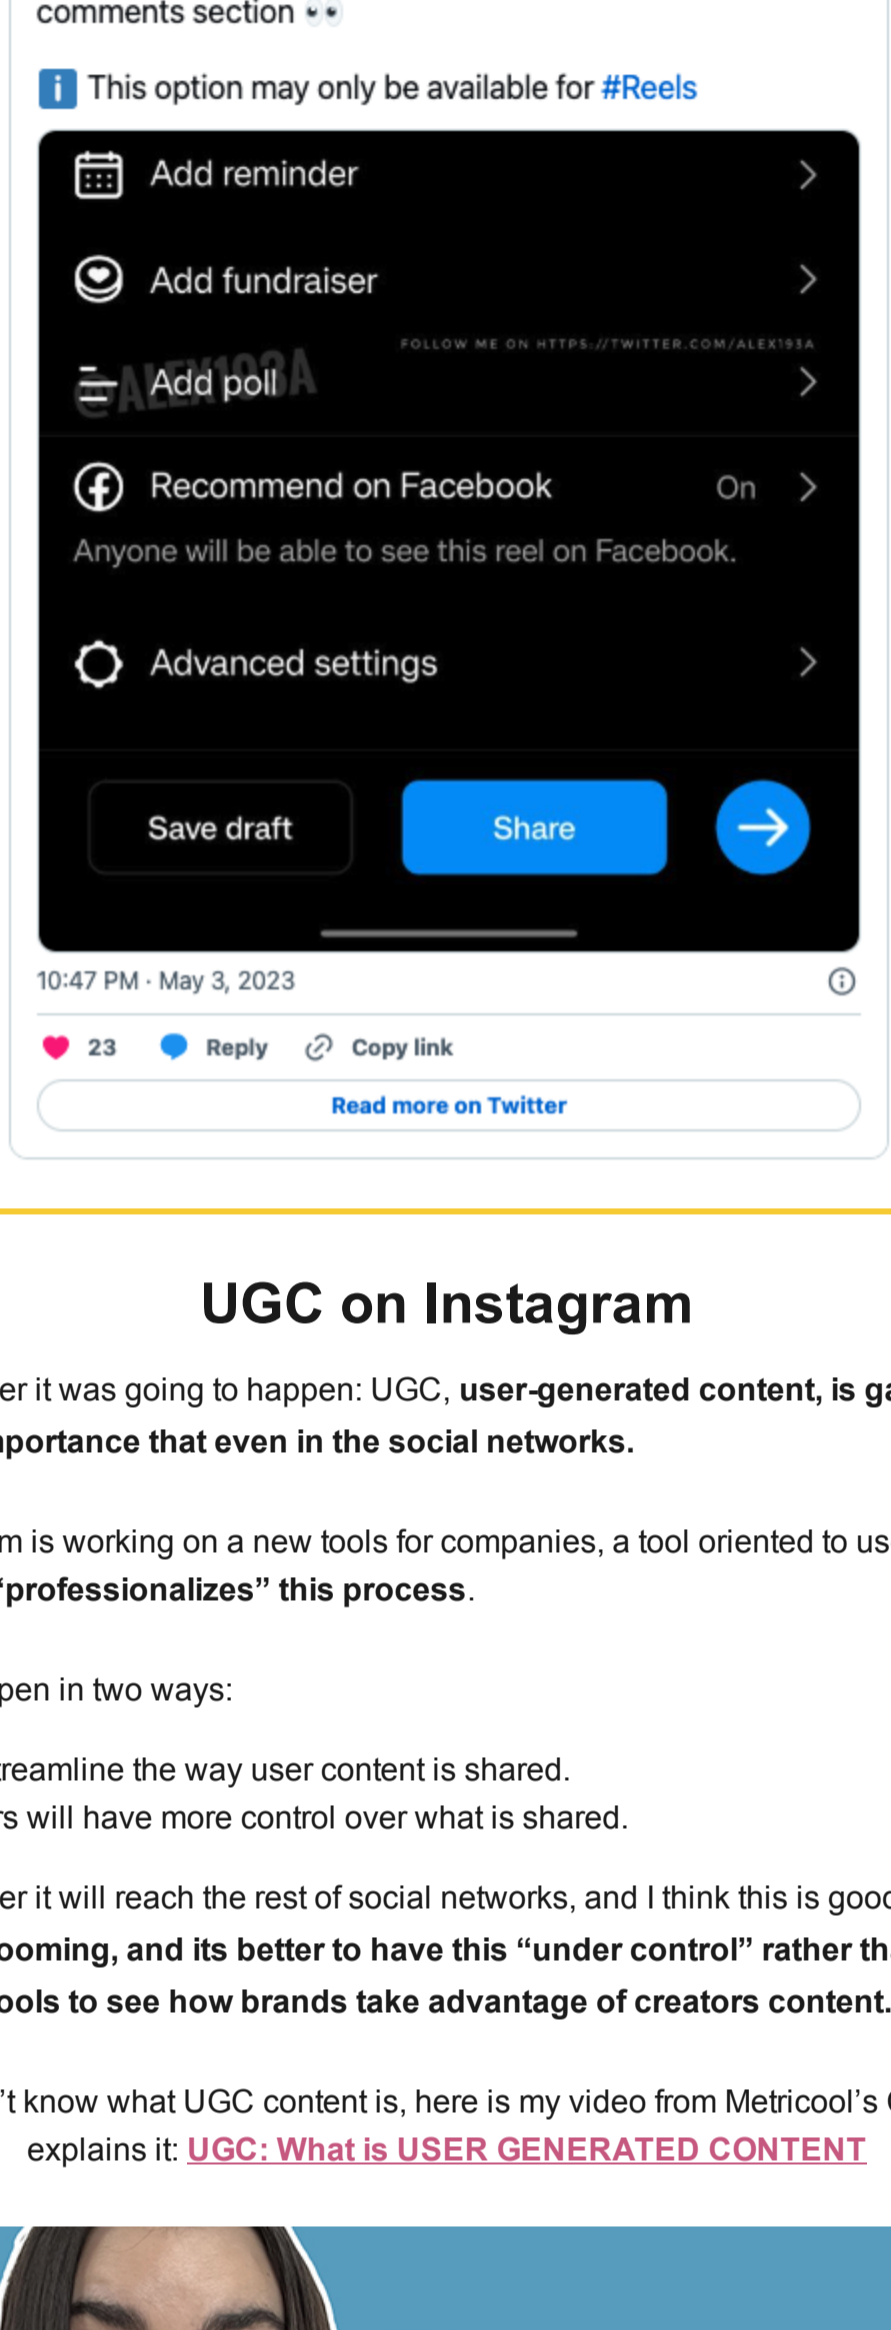 comments section 👀
ℹ️ This option may only be available for #Reels
Add reminder
Add fundraiser
FOLLOW ME ON HTTPS://TWITTER.COM/ALEX193A
@ALEX193A
Add poll
Recommend on Facebook On
Anyone will be able to see this reel on Facebook.
Advanced settings
Save draft Share
10:47 PM · May 3, 2023
23 Reply Copy link
Read more on Twitter
UGC on Instagram
er it was going to happen: UGC, user-generated content, is ga
portance that even in the social networks.
m is working on a new tools for companies, a tool oriented to us
“professionalizes” this process.
pen in two ways:
reamline the way user content is shared.
rs will have more control over what is shared.
er it will reach the rest of social networks, and I think this is good
ooming, and its better to have this “under control” rather th
ools to see how brands take advantage of creators content.
’t know what UGC content is, here is my video from Metricool’s
explains it: UGC: What is USER GENERATED CONTENT